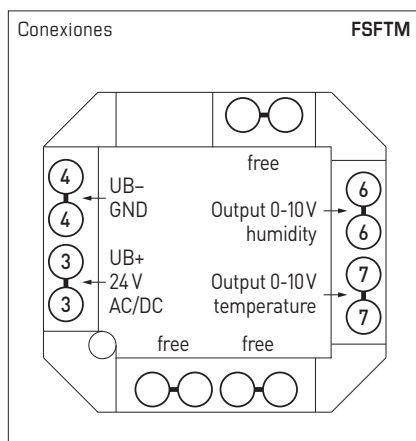 Conexiones FSFTM
free
4 UB– 6
4 GND Output 0-10 V
humidity 6
3 UB+
24 V Output 0-10 V 7
3 AC/DC temperature 7
free free